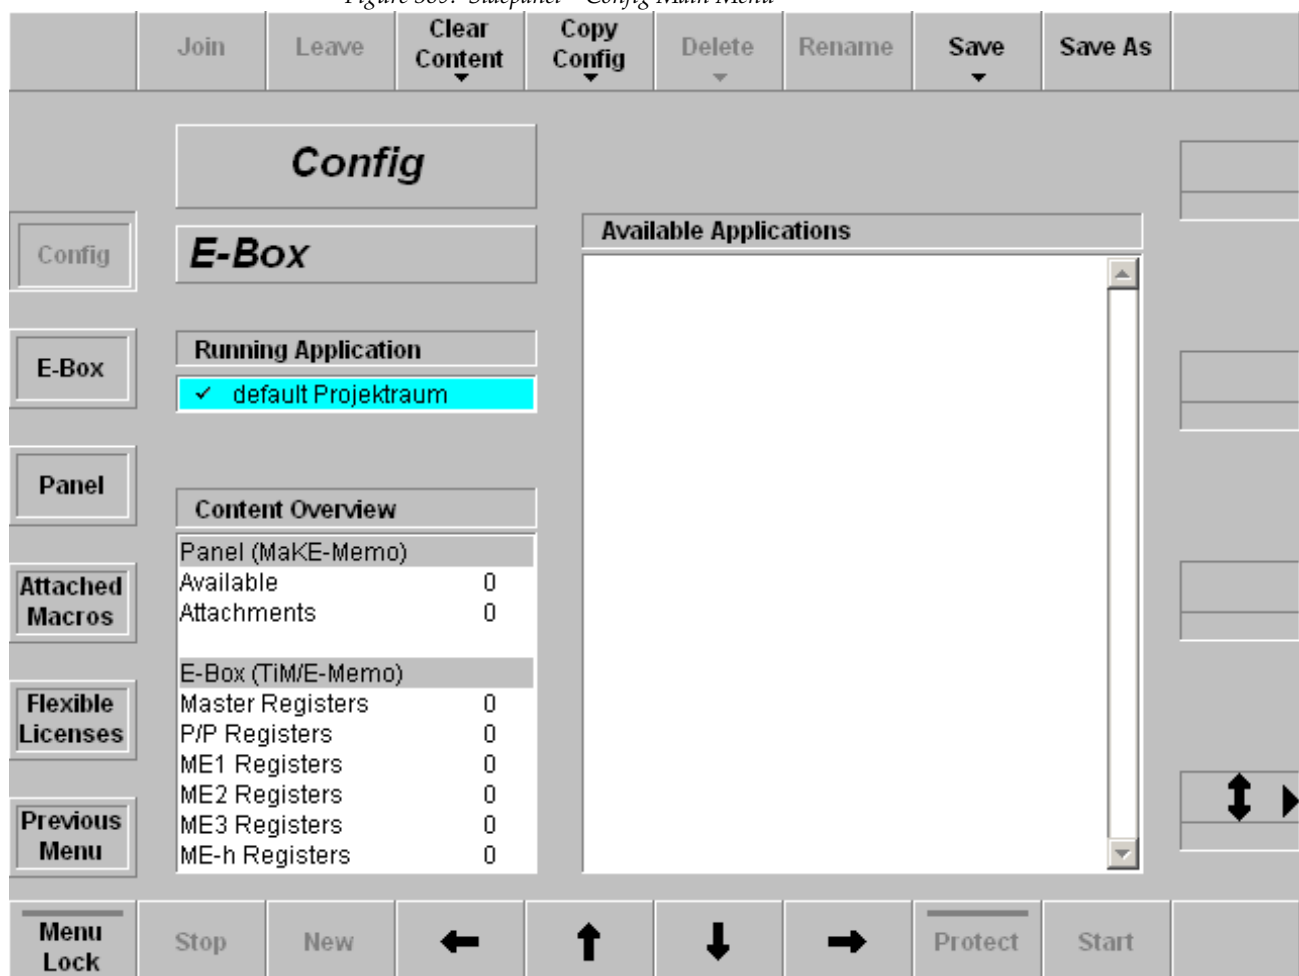 Join
Leave
Clear
Content
Copy
Config
Delete
Rename
Save
Save As
Config
E-Box
Available Applications
Config
E-Box
Panel
Attached
Macros
Flexible
Licenses
Previous
Menu
Running Application
✓ default Projektraum
Content Overview
Panel (MaKE-Memo)
Available 0
Attachments 0
E-Box (TiM/E-Memo)
Master Registers 0
P/P Registers 0
ME1 Registers 0
ME2 Registers 0
ME3 Registers 0
ME-h Registers 0
Menu
Lock
Stop
New
Protect
Start